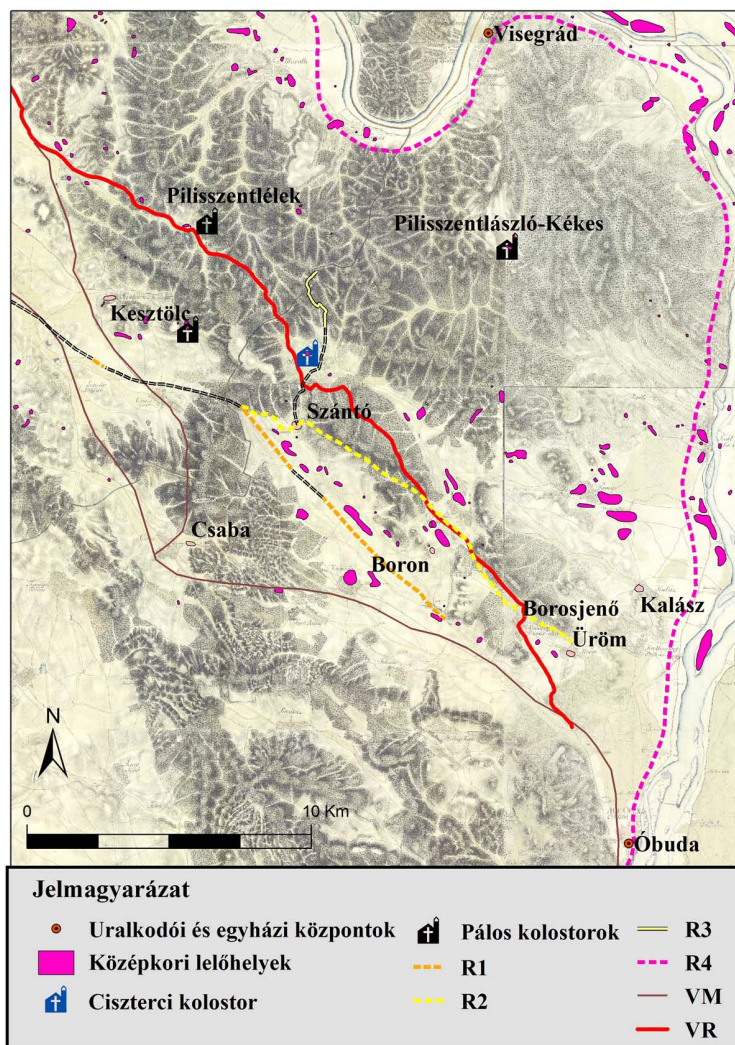 Visegrád
Pilisszentlélek
Pilisszentlászló-Kékes
Kesztölc
Szántó
Csaba
Boron
Borosjenő
Kalász
Üröm
N
0 10 Km
Óbuda
Jelmagyarázat
Uralkodói és egyházi központok
Középkori lelőhelyek
Ciszterci kolostor
Pálos kolostorok
R1
R2
R3
R4
VM
VR